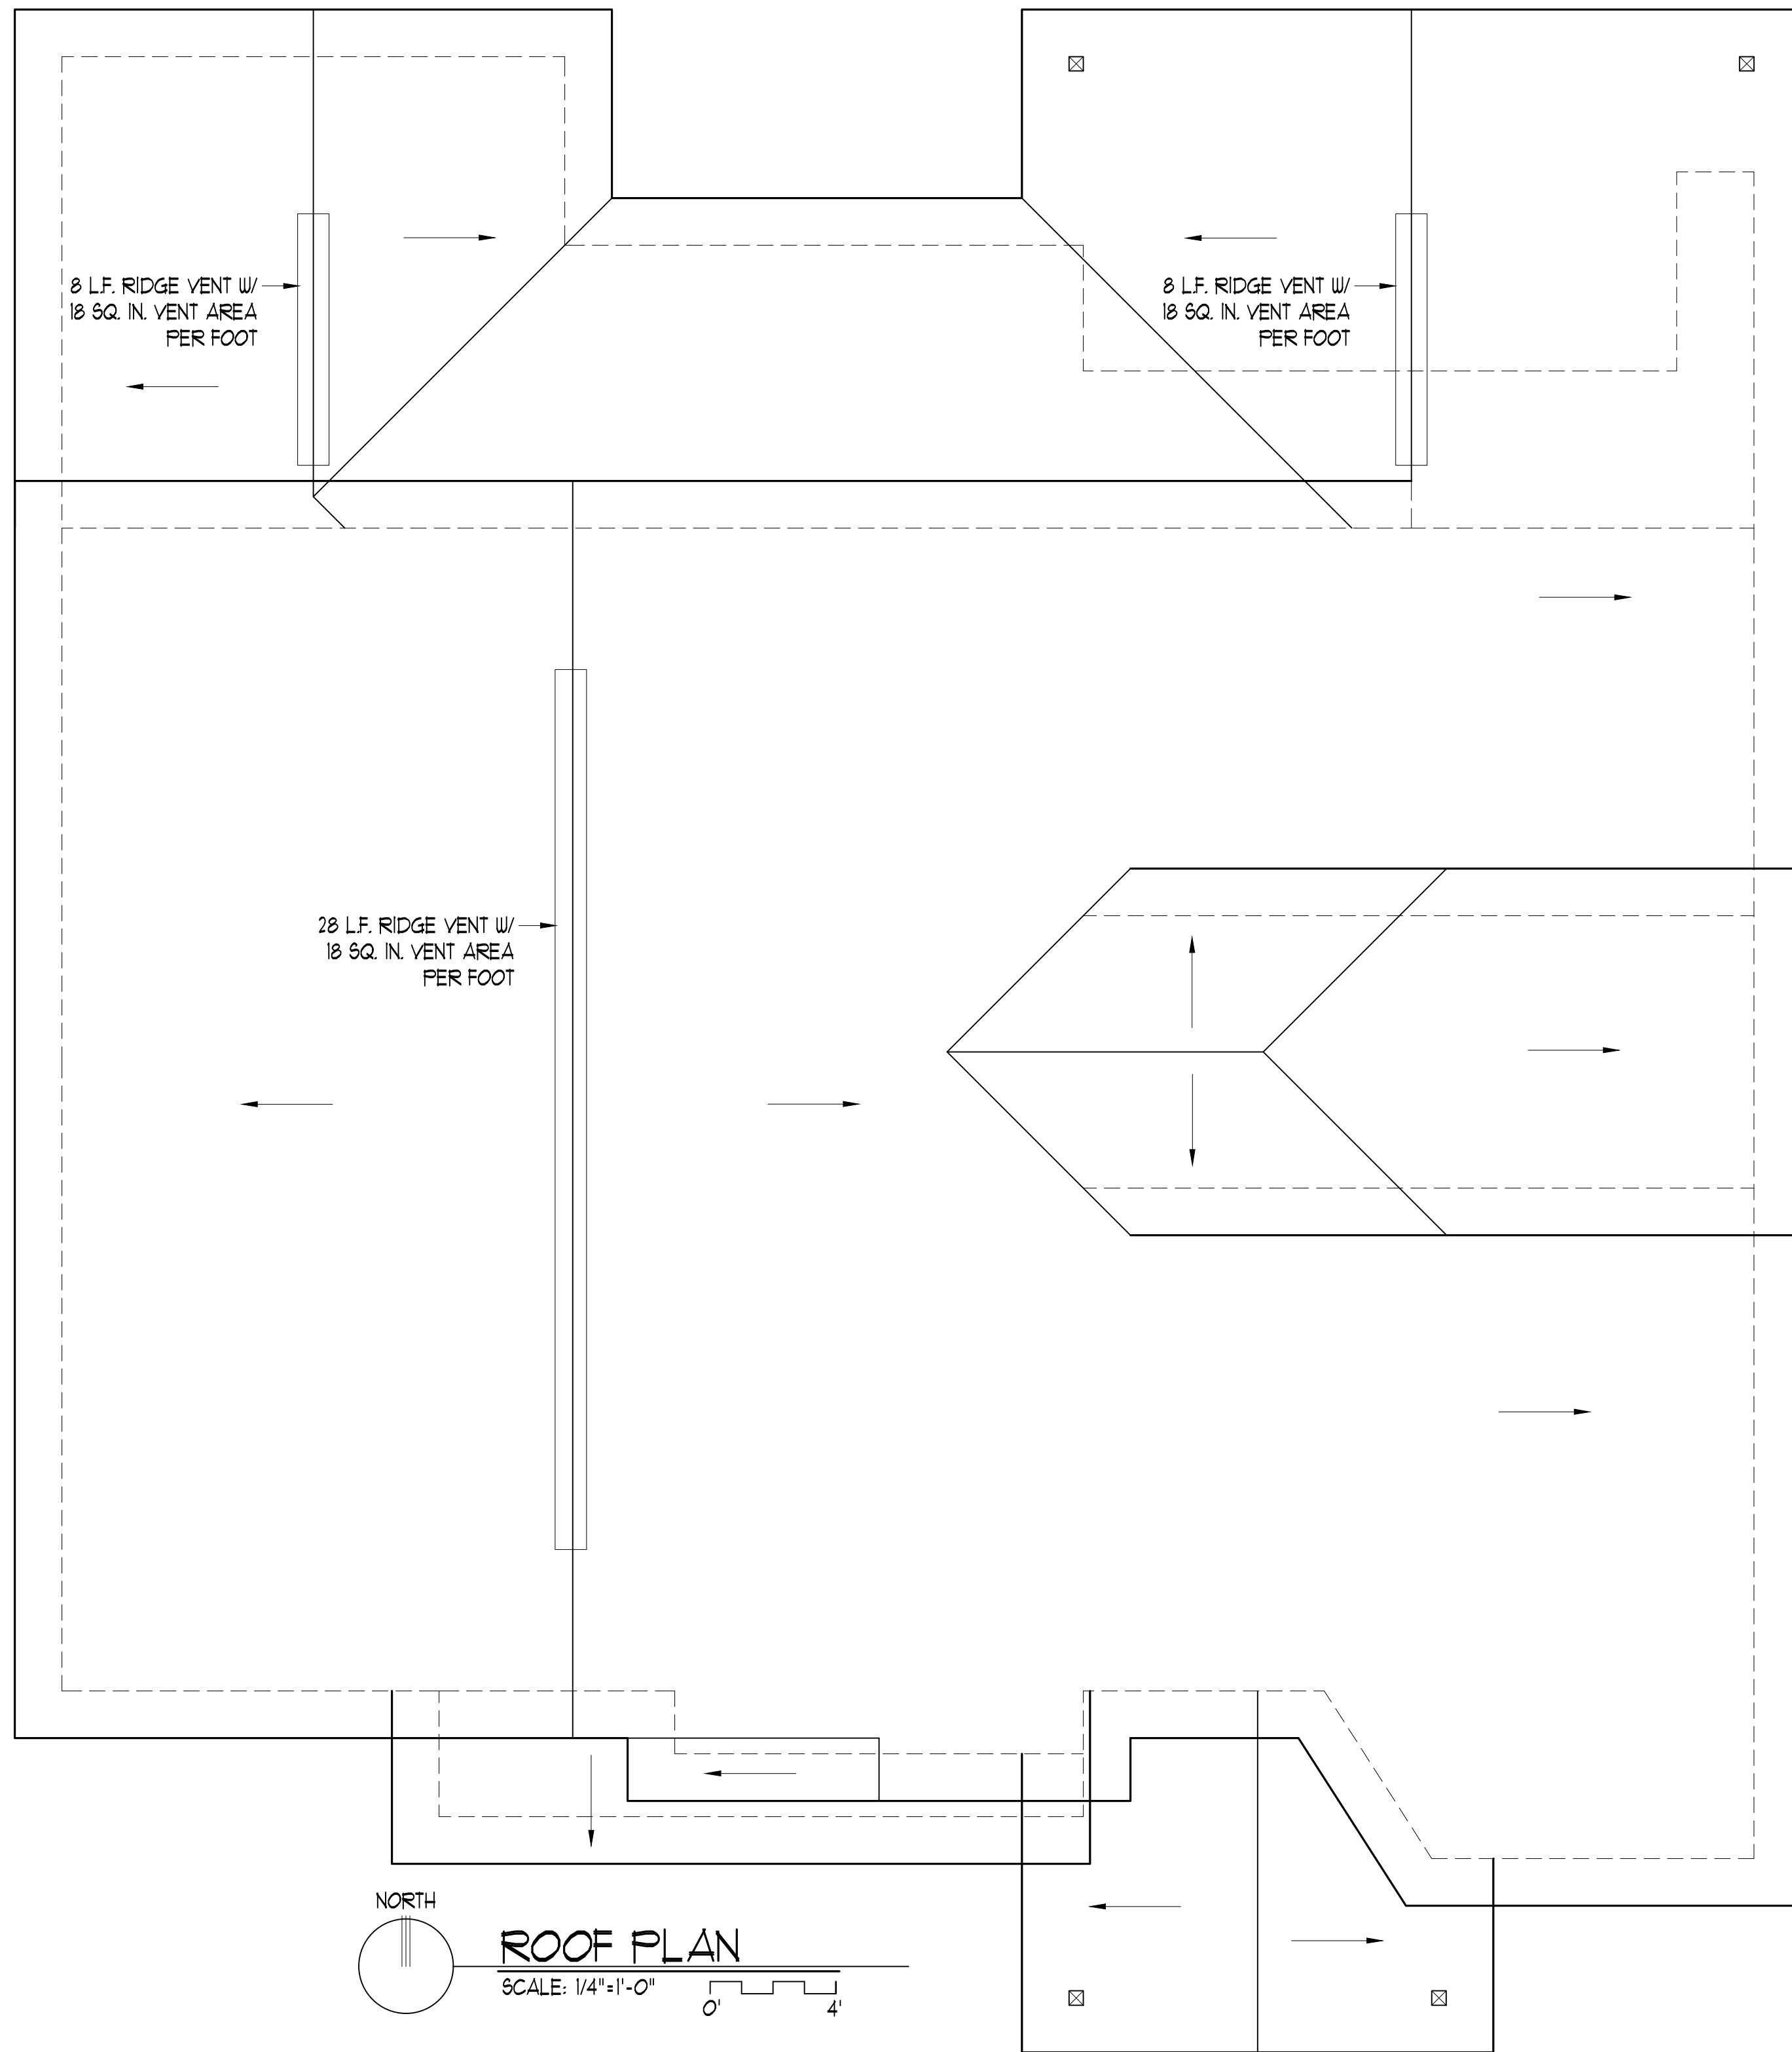 8 L.F. RIDGE VENT W/
18 SQ. IN. VENT AREA
PER FOOT
8 L.F. RIDGE VENT W/
18 SQ. IN. VENT AREA
PER FOOT
28 L.F. RIDGE VENT W/
18 SQ. IN. VENT AREA
PER FOOT
NORTH
ROOF PLAN
SCALE: 1/4"=1'-0"
0' 4'